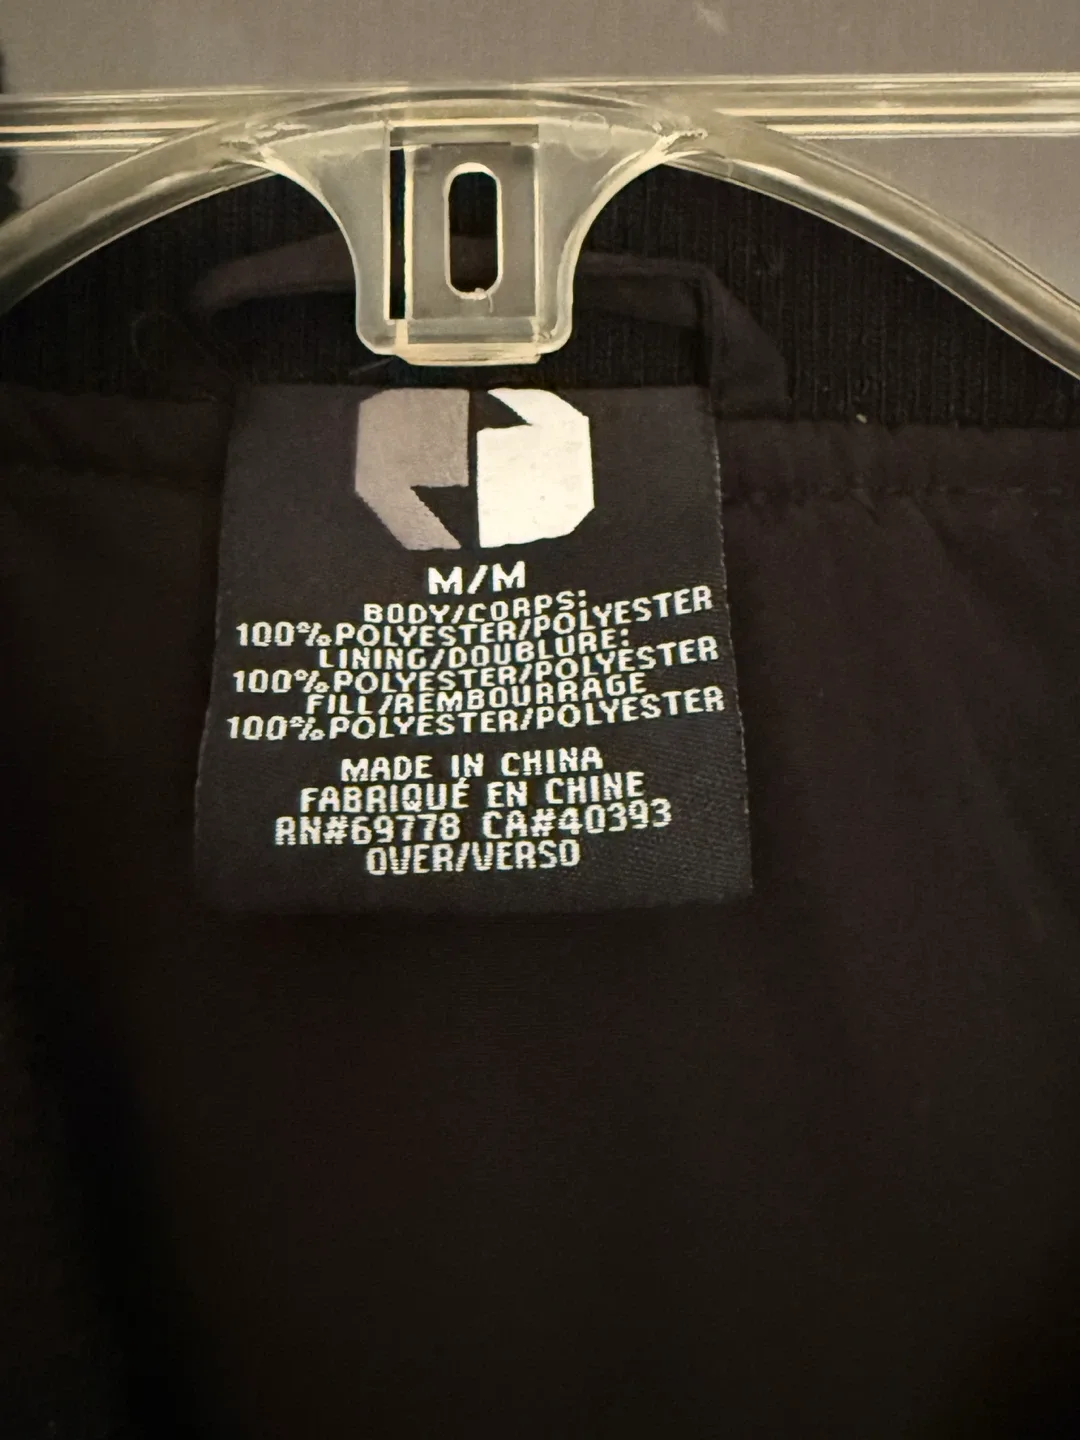 M/M
BODY/CORPS:
100%POLYESTER/POLYESTER
LINING/DOUBLURE:
100%POLYESTER/POLYESTER
FILL/REMBOURRAGE
100%POLYESTER/POLYESTER
MADE IN CHINA
FABRIQUÉ EN CHINE
RN#69778 CA#40393
OVER/VERSO